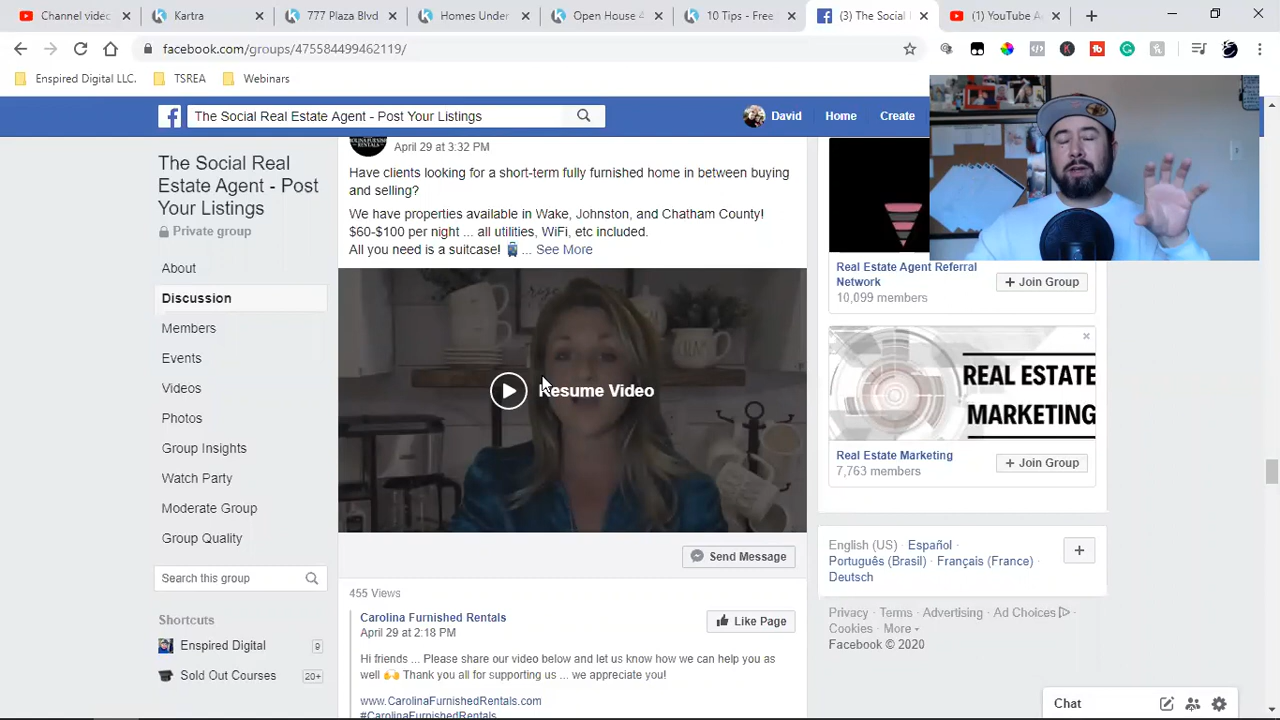 Channel video
Kartra
777 Plaza Blvd
Homes Under
Open House 4
10 Tips - Free
(3) The Social
(1) YouTube A
facebook.com/groups/475584499462119/
Enspired Digital LLC.
TSREA
Webinars
The Social Real Estate Agent - Post Your Listings
David
Home
Create
The Social Real
Estate Agent - Post
Your Listings
Private group
About
Discussion
Members
Events
Videos
Photos
Group Insights
Watch Party
Moderate Group
Group Quality
Search this group
Shortcuts
Enspired Digital
9
Sold Out Courses
20+
April 29 at 3:32 PM
Have clients looking for a short-term fully furnished home in between buying
and selling?
We have properties available in Wake, Johnston, and Chatham County!
$60-$100 per night ... all utilities, WiFi, etc included.
All you need is a suitcase! 🧳 ... See More
Resume Video
Send Message
455 Views
Carolina Furnished Rentals
April 29 at 2:18 PM
Like Page
Hi friends ... Please share our video below and let us know how we can help you as
well 🙌 Thank you all for supporting us ... we appreciate you!
www.CarolinaFurnishedRentals.com
#CarolinaFurnishedRentals
Real Estate Agent Referral
Network
10,099 members
+ Join Group
REAL ESTATE
MARKETING
Real Estate Marketing
7,763 members
+ Join Group
English (US) · Español ·
Português (Brasil) · Français (France) ·
Deutsch
Privacy · Terms · Advertising · Ad Choices ·
Cookies · More
Facebook © 2020
Chat